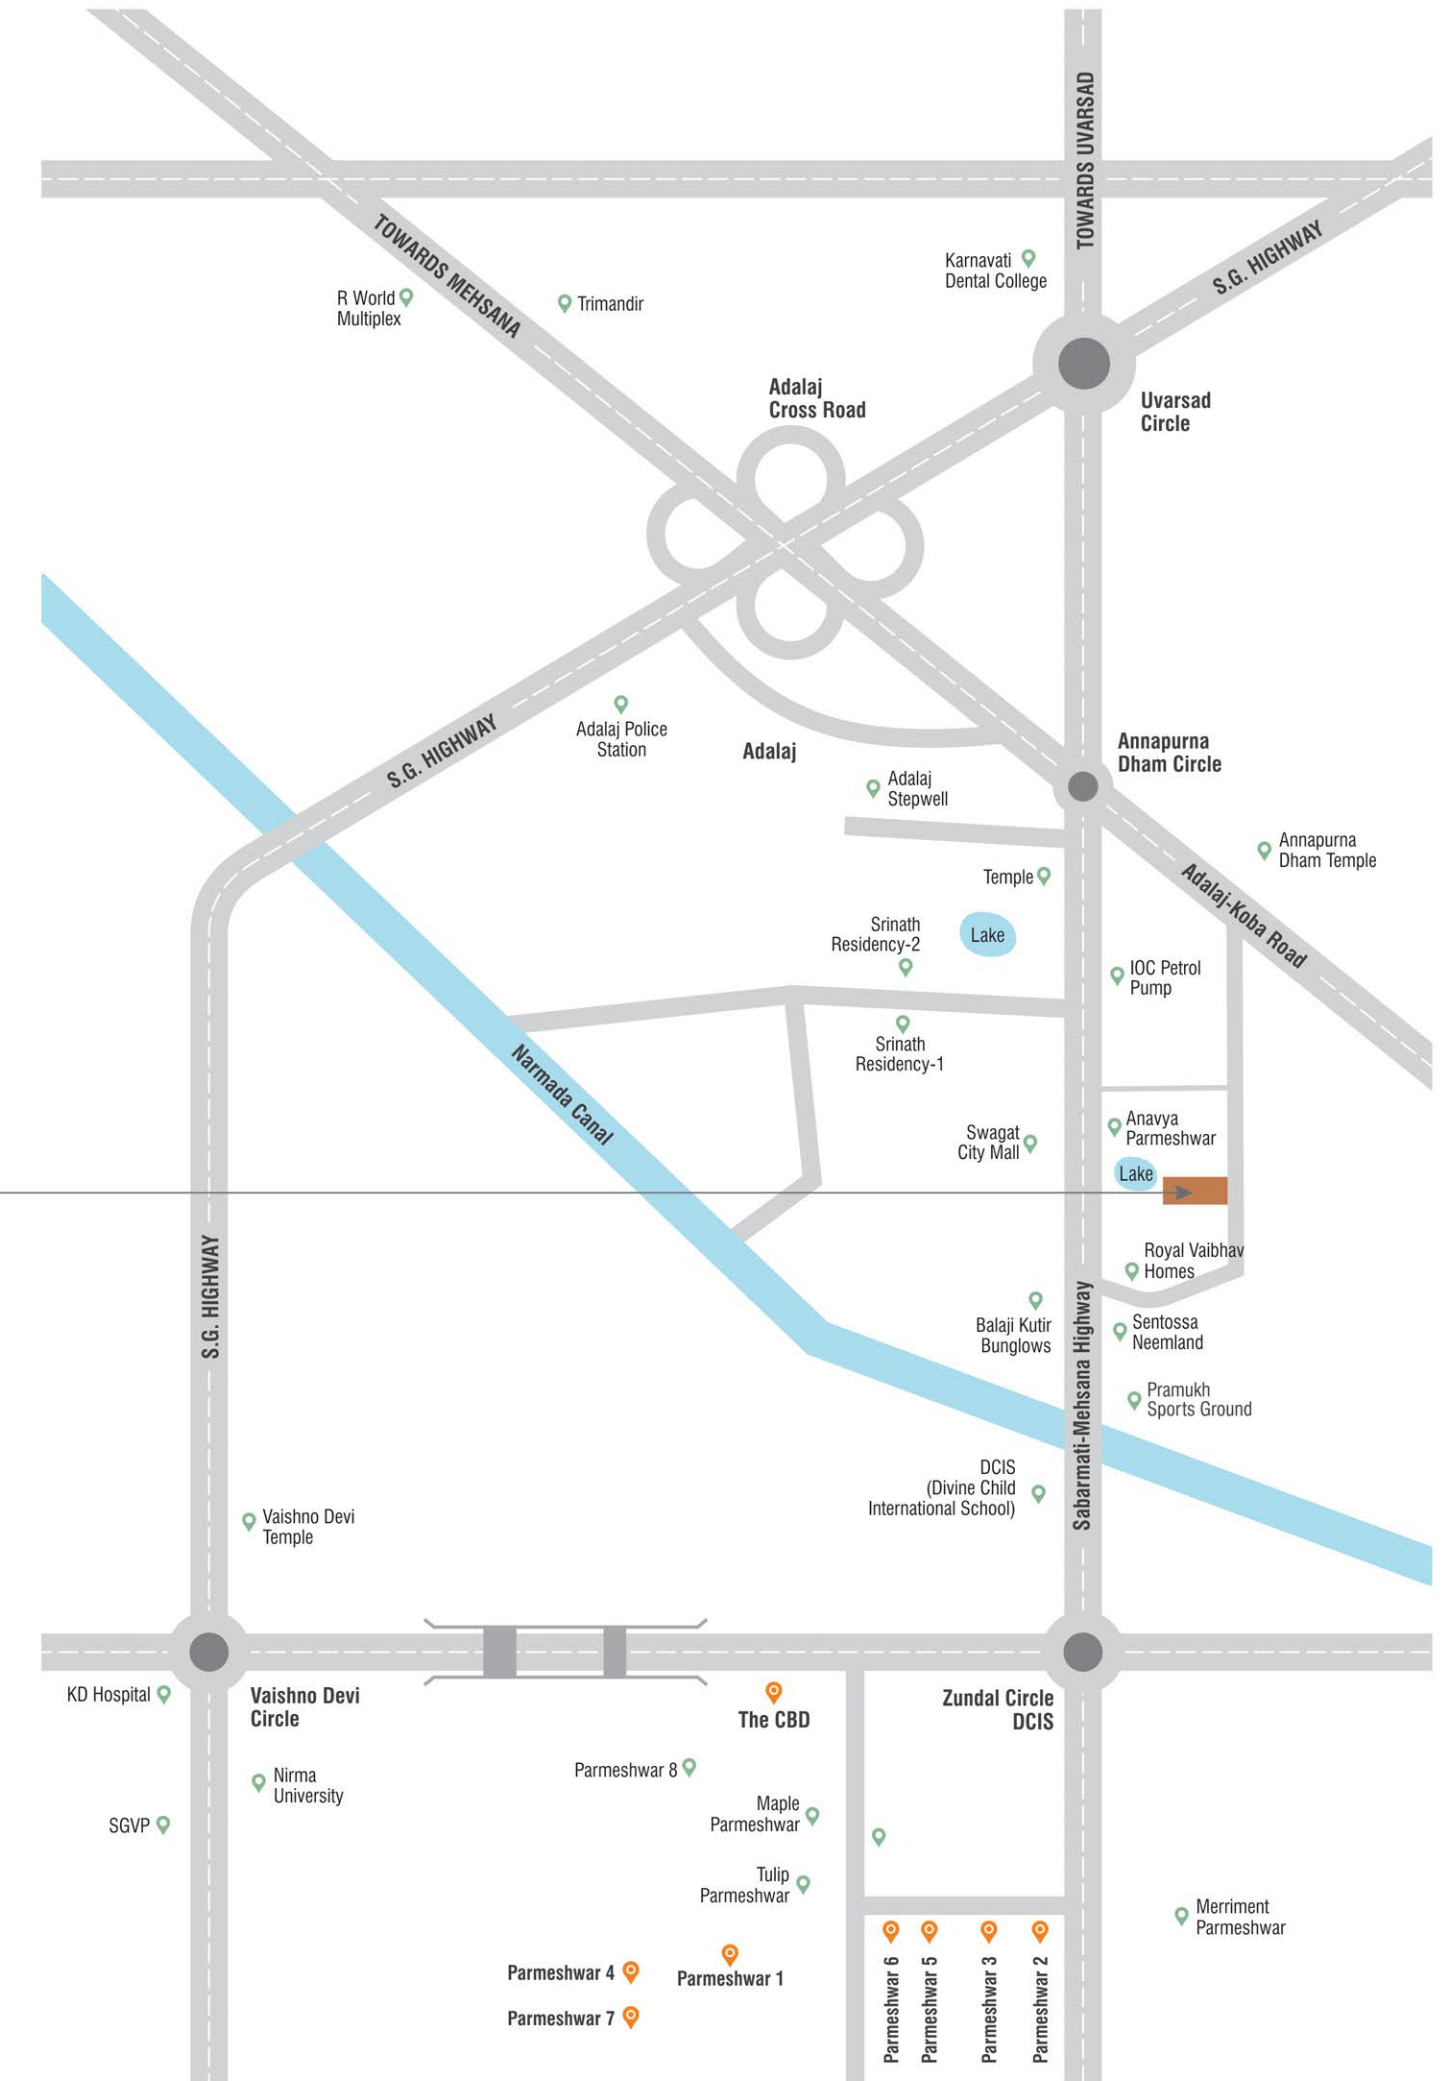 TOWARDS UVARSAD
TOWARDS MEHSANA
S.G. HIGHWAY
Karnavati
Dental College
R World
Multiplex
Trimandir
Adalaj
Cross Road
Uvarsad
Circle
S.G. HIGHWAY
Adalaj Police
Station
Adalaj
Annapurna
Dham Circle
Adalaj
Stepwell
Annapurna
Dham Temple
Temple
Adalaj-Koba Road
Srinath
Residency-2
Lake
IOC Petrol
Pump
Srinath
Residency-1
Narmada Canal
Anavya
Parmeshwar
Swagat
City Mall
Lake
S.G. HIGHWAY
Royal Vaibhav
Homes
Sabarmati-Mehsana Highway
Balaji Kutir
Bunglows
Sentossa
Neemland
Pramukh
Sports Ground
DCIS
(Divine Child
International School)
Vaishno Devi
Temple
KD Hospital
Vaishno Devi
Circle
The CBD
Zundal Circle
DCIS
Nirma
University
Parmeshwar 8
SGVP
Maple
Parmeshwar
Tulip
Parmeshwar
Merriment
Parmeshwar
Parmeshwar 4
Parmeshwar 1
Parmeshwar 7
Parmeshwar 6
Parmeshwar 5
Parmeshwar 3
Parmeshwar 2